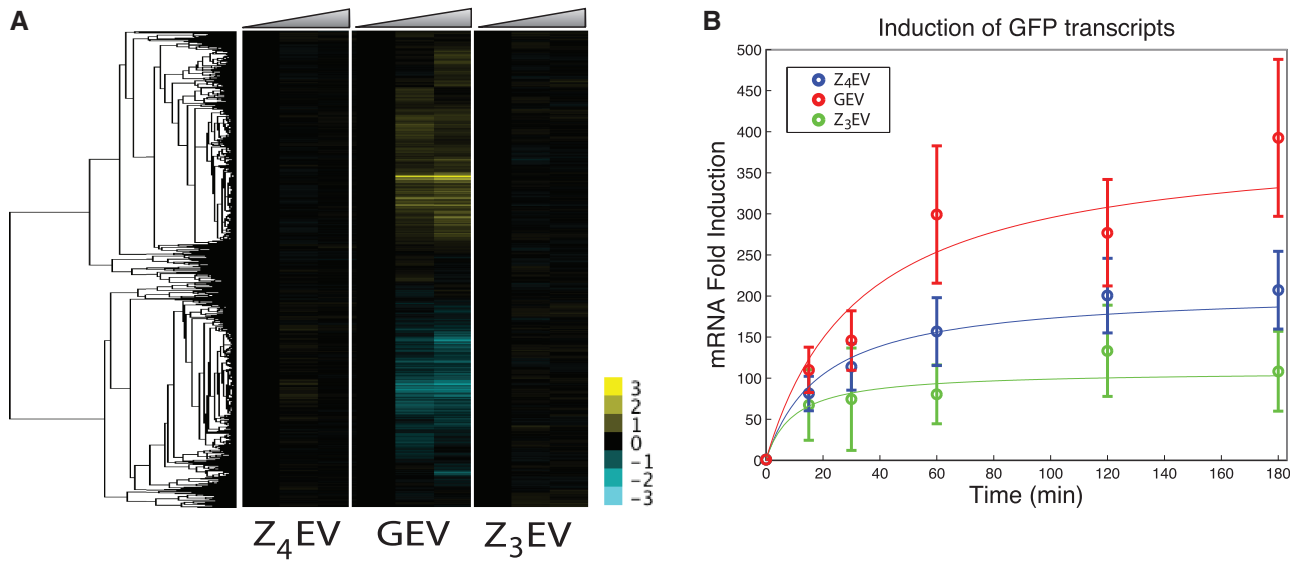 A
3
2
1
0
-1
-2
-3
Z4EV
GEV
Z3EV
B
Induction of GFP transcripts
mRNA Fold Induction
500
450
400
350
300
250
200
150
100
50
0
Z4EV
GEV
Z3EV
0 20 40 60 80 100 120 140 160 180
Time (min)